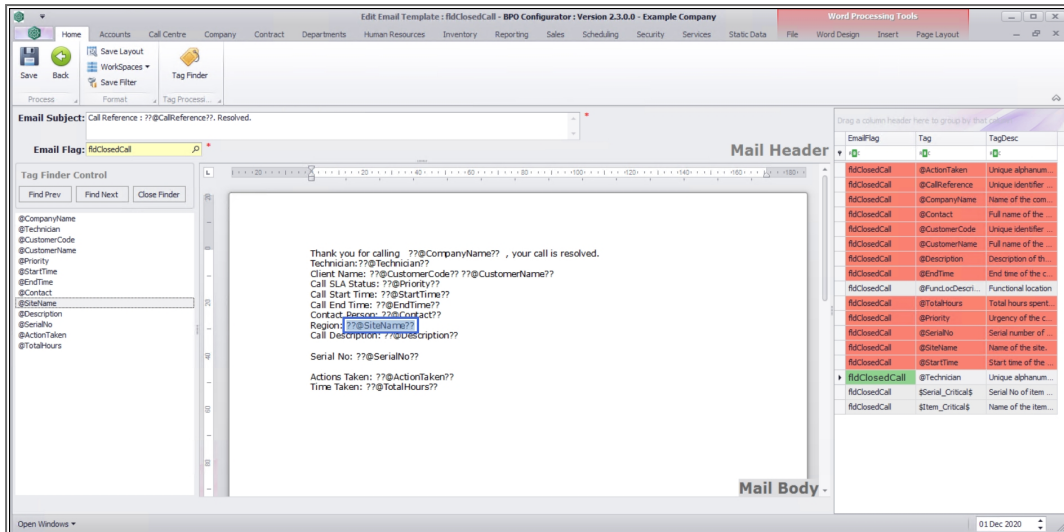 Edit Email Template : fldClosedCall - BPO Configurator : Version 2.3.0.0 - Example Company
Word Processing Tools
Home Accounts Call Centre Company Contract Departments Human Resources Inventory Reporting Sales Scheduling Security Services Static Data File Word Design Insert Page Layout
Save
Back
Save Layout
WorkSpaces
Save Filter
Tag Finder
Process
Format
Tag Processi...
Email Subject: Call Reference : ??@CallReference??. Resolved. *
Email Flag: fldClosedCall *
Mail Header
Tag Finder Control
Find Prev Find Next Close Finder
@CompanyName
@Technician
@CustomerCode
@CustomerName
@Priority
@StartTime
@EndTime
@Contact
@SiteName
@Description
@SerialNo
@ActionTaken
@TotalHours
20 20 40 60 80 100 120 140 160 180
Thank you for calling ??@CompanyName?? , your call is resolved.
Technician:??@Technician??
Client Name: ??@CustomerCode?? ??@CustomerName??
Call SLA Status: ??@Priority??
Call Start Time: ??@StartTime??
Call End Time: ??@EndTime??
Contact Person: ??@Contact??
Region: ??@SiteName??
Call Description: ??@Description??
Serial No: ??@SerialNo??
Actions Taken: ??@ActionTaken??
Time Taken: ??@TotalHours??
Mail Body
Drag a column header here to group by that
EmailFlag Tag TagDesc
fldClosedCall @ActionTaken Unique alphanum...
fldClosedCall @CallReference Unique identifier ...
fldClosedCall @CompanyName Name of the com...
fldClosedCall @Contact Full name of the ...
fldClosedCall @CustomerCode Unique identifier ...
fldClosedCall @CustomerName Full name of the ...
fldClosedCall @Description Description of th...
fldClosedCall @EndTime End time of the c...
fldClosedCall @FuncLocDescri... Functional location
fldClosedCall @TotalHours Total hours spent...
fldClosedCall @Priority Urgency of the c...
fldClosedCall @SerialNo Serial number of ...
fldClosedCall @SiteName Name of the site.
fldClosedCall @StartTime Start time of the ...
fldClosedCall @Technician Unique alphanum...
fldClosedCall $Serial_Critical$ Serial No of item ...
fldClosedCall $Item_Critical$ Name of the item...
Open Windows
01 Dec 2020